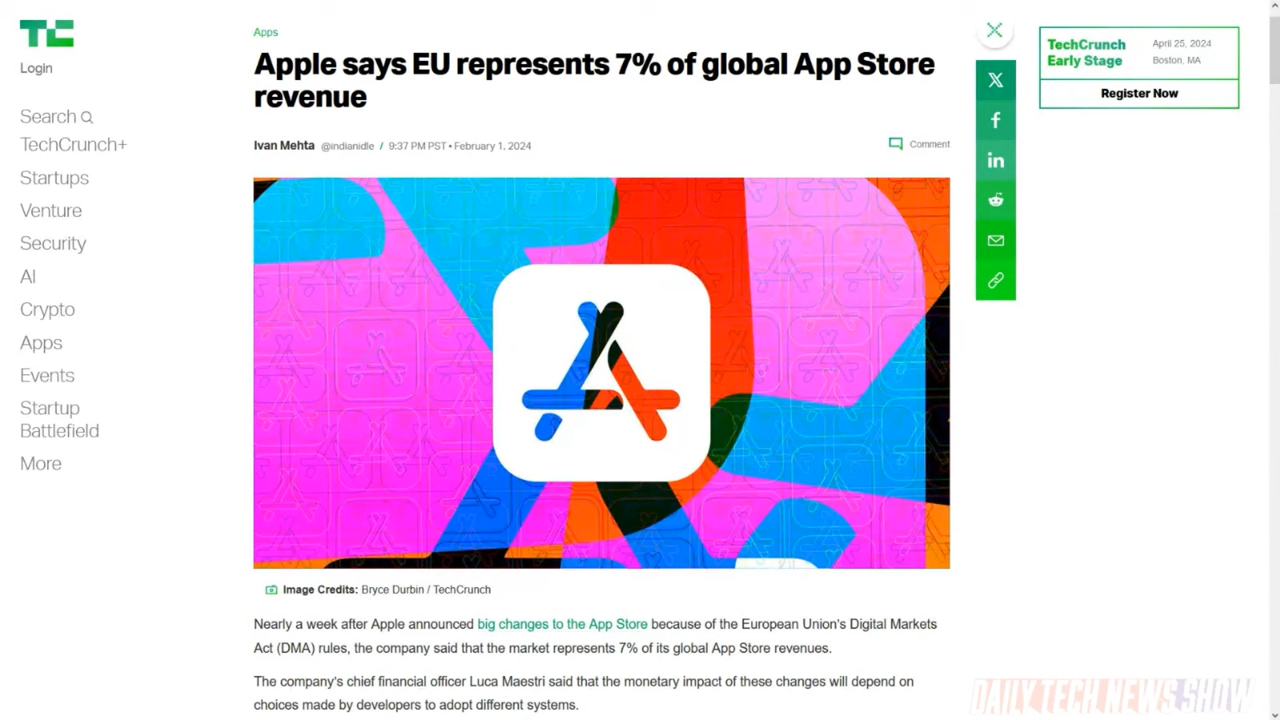 TC
Login
Search
TechCrunch+
Startups
Venture
Security
AI
Crypto
Apps
Events
Startup
Battlefield
More
Apps
Apple says EU represents 7% of global App Store
revenue
Ivan Mehta @indianidle / 9:37 PM PST • February 1, 2024
Comment
Image Credits: Bryce Durbin / TechCrunch
Nearly a week after Apple announced big changes to the App Store because of the European Union's Digital Markets
Act (DMA) rules, the company said that the market represents 7% of its global App Store revenues.
The company's chief financial officer Luca Maestri said that the monetary impact of these changes will depend on
choices made by developers to adopt different systems.
X
f
in
TechCrunch
Early Stage
April 25, 2024
Boston, MA
Register Now
DAILY TECH NEWS SHOW